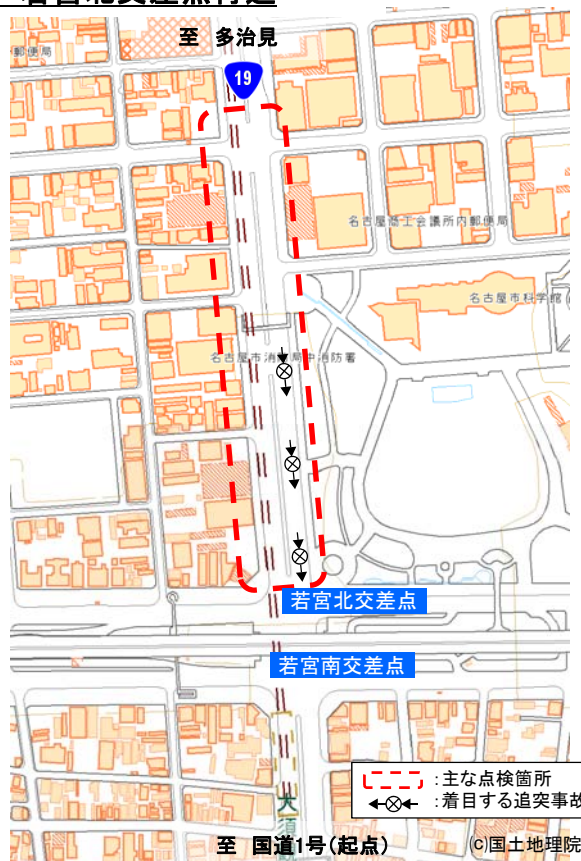 至 多治見
郵便局
19
名古屋商工会議所内郵便局
名古屋市科学館
名古屋市消防局中消防署
若宮北交差点
若宮南交差点
:主な点検箇所
:着目する追突事故
大須
至 国道1号(起点)
(C)国土地理院